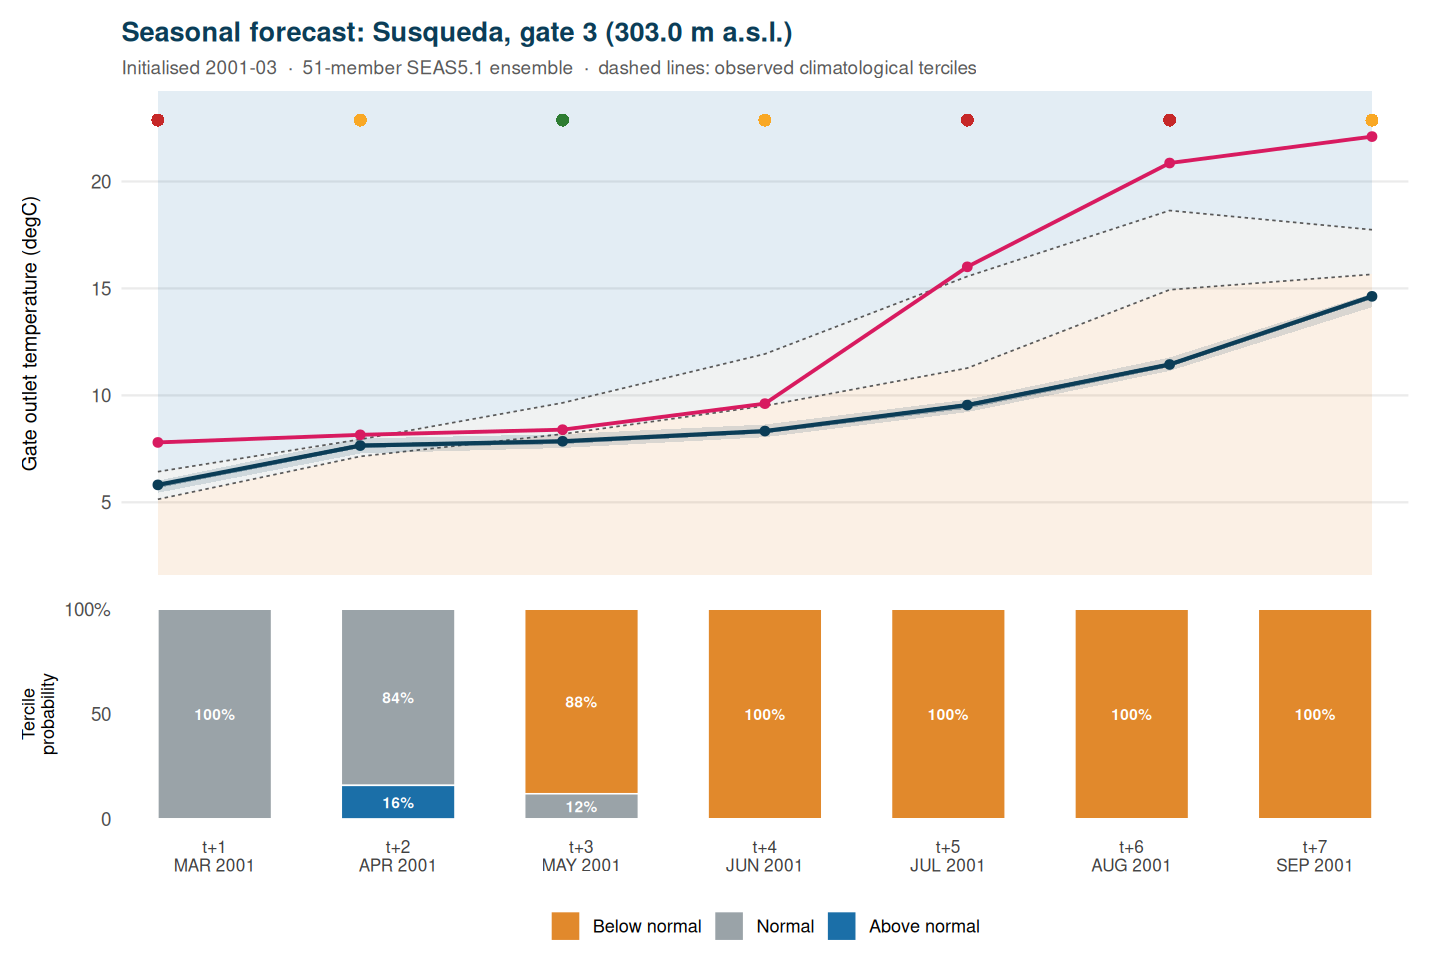 Seasonal forecast: Susqueda, gate 3 (303.0 m a.s.l.)
Initialised 2001-03 · 51-member SEAS5.1 ensemble · dashed lines: observed climatological terciles
Gate outlet temperature (degC)
20
15
10
5
Tercile
probability
100%
50
0
100%
84%
16%
88%
12%
100%
100%
100%
100%
t+1
MAR 2001
t+2
APR 2001
t+3
MAY 2001
t+4
JUN 2001
t+5
JUL 2001
t+6
AUG 2001
t+7
SEP 2001
Below normal
Normal
Above normal